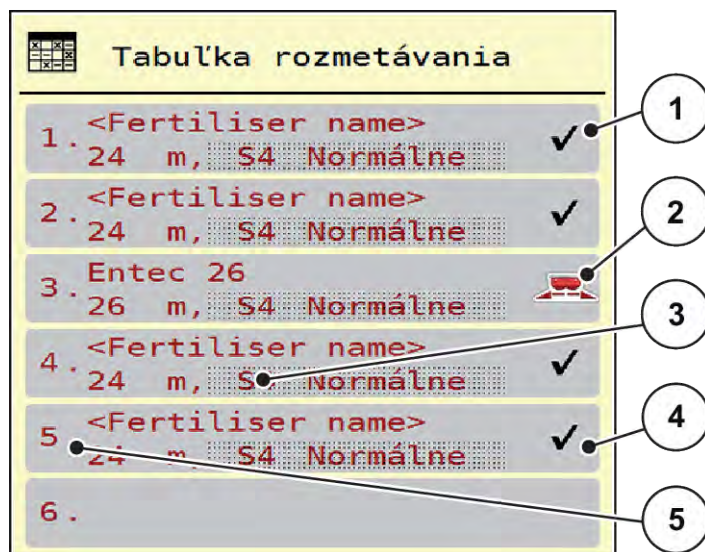 Tabuľka rozmetávania
1. <Fertiliser name>
24 m, S4 Normálne
2. <Fertiliser name>
24 m, S4 Normálne
3. Entec 26
26 m, S4 Normálne
4. <Fertiliser name>
24 m, Normálne
5 <Fertiliser name>
24 m, S4 Normálne
6.
1
2
3
4
5